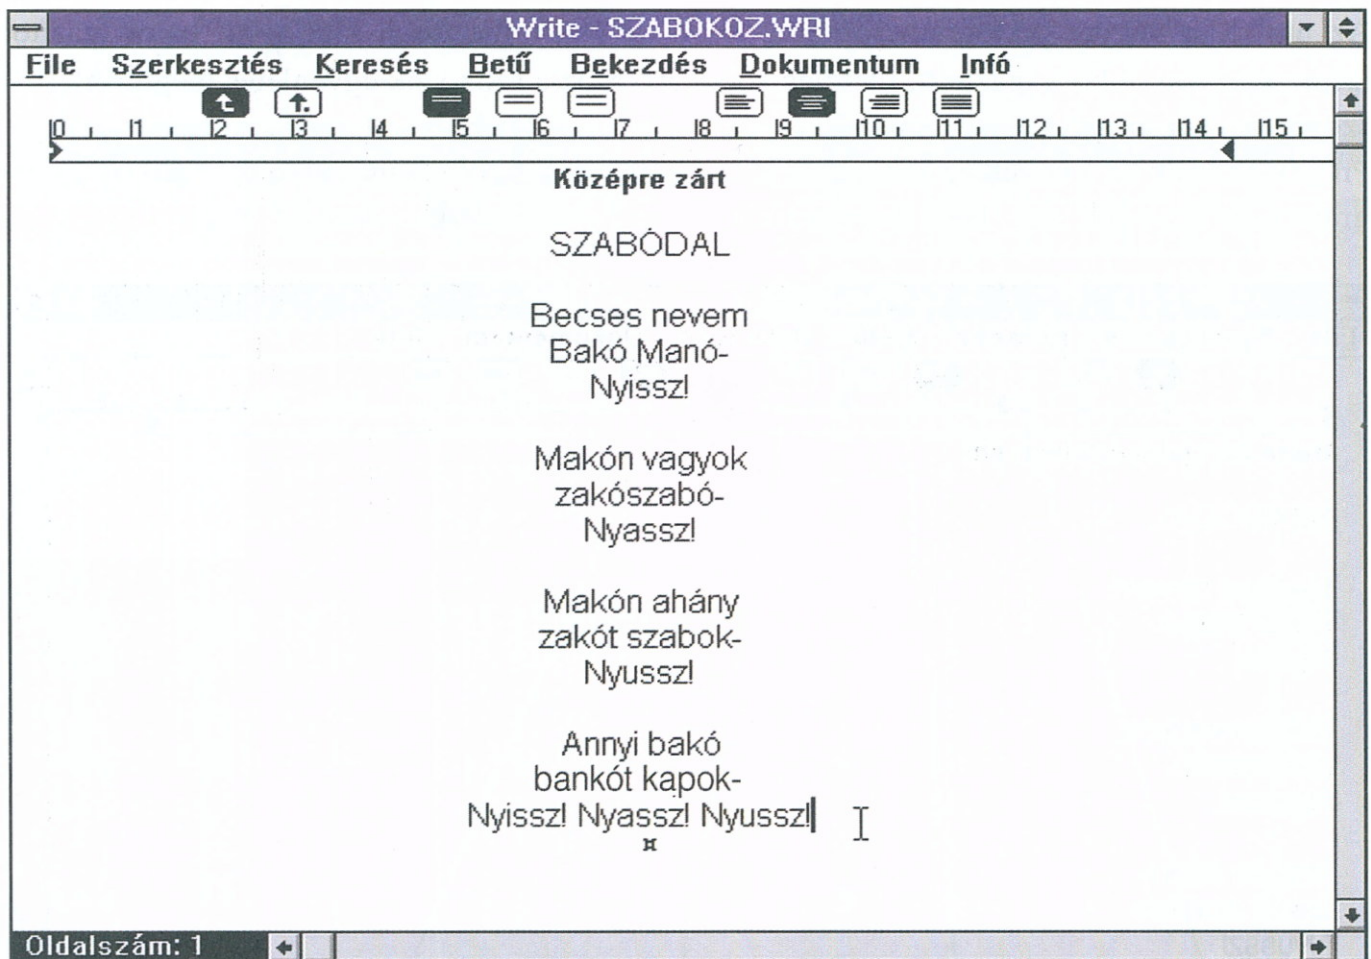 Write - SZABOKOZ.WRI
File Szerkesztés Keresés Betű Bekezdés Dokumentum Infó
0 1 2 3 4 5 6 7 8 9 10 11 12 13 14 15
Középre zárt
SZABÓDAL
Becses nevem
Bakó Manó-
Nyissz!
Makón vagyok
zakószabó-
Nyassz!
Makón ahány
zakót szabok-
Nyussz!
Annyi bakó
bankót kapok-
Nyissz! Nyassz! Nyussz!
¤
Oldalszám: 1